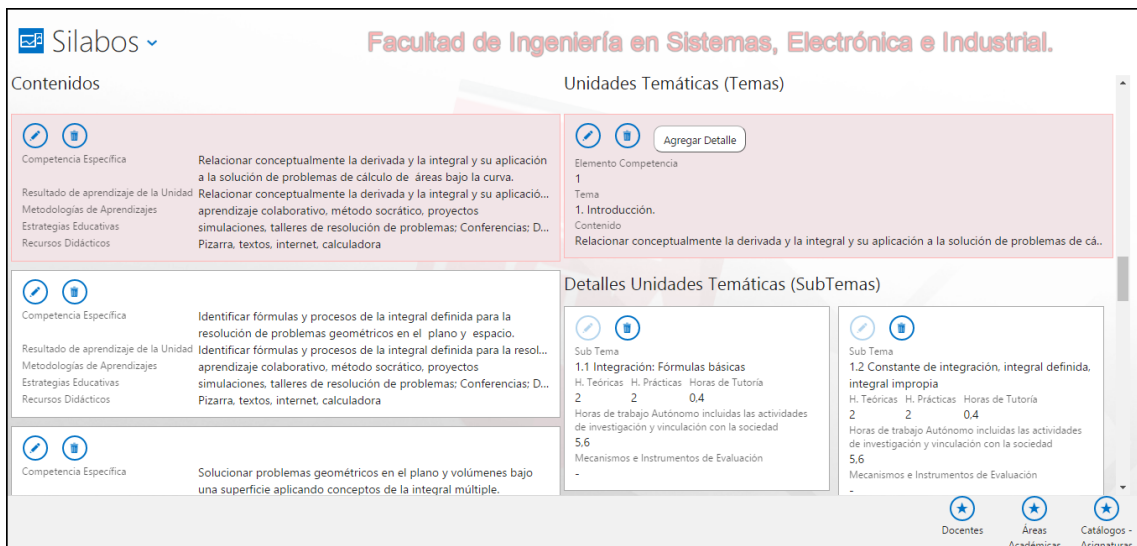 Silabos
Facultad de Ingeniería en Sistemas, Electrónica e Industrial.
Contenidos
Competencia Específica Relacionar conceptualmente la derivada y la integral y su aplicación
a la solución de problemas de cálculo de áreas bajo la curva.
Resultado de aprendizaje de la Unidad Relacionar conceptualmente la derivada y la integral y su aplicació...
Metodologías de Aprendizajes aprendizaje colaborativo, método socrático, proyectos
Estrategias Educativas simulaciones, talleres de resolución de problemas; Conferencias; D...
Recursos Didácticos Pizarra, textos, internet, calculadora
Competencia Específica Identificar fórmulas y procesos de la integral definida para la
resolución de problemas geométricos en el plano y espacio.
Resultado de aprendizaje de la Unidad Identificar fórmulas y procesos de la integral definida para la resol...
Metodologías de Aprendizajes aprendizaje colaborativo, método socrático, proyectos
Estrategias Educativas simulaciones, talleres de resolución de problemas; Conferencias; D...
Recursos Didácticos Pizarra, textos, internet, calculadora
Competencia Específica Solucionar problemas geométricos en el plano y volúmenes bajo
una superficie aplicando conceptos de la integral múltiple.
Unidades Temáticas (Temas)
Agregar Detalle
Elemento Competencia
1
Tema
1. Introducción.
Contenido
Relacionar conceptualmente la derivada y la integral y su aplicación a la solución de problemas de cá..
Detalles Unidades Temáticas (SubTemas)
Sub Tema
1.1 Integración: Fórmulas básicas
H. Teóricas H. Prácticas Horas de Tutoría
2 2 0,4
Horas de trabajo Autónomo incluidas las actividades
de investigación y vinculación con la sociedad
5,6
Mecanismos e Instrumentos de Evaluación
-
Sub Tema
1.2 Constante de integración, integral definida,
integral impropia
H. Teóricas H. Prácticas Horas de Tutoría
2 2 0,4
Horas de trabajo Autónomo incluidas las actividades
de investigación y vinculación con la sociedad
5,6
Mecanismos e Instrumentos de Evaluación
-
Docentes
Áreas
Académicas
Catálogos -
Asignaturas